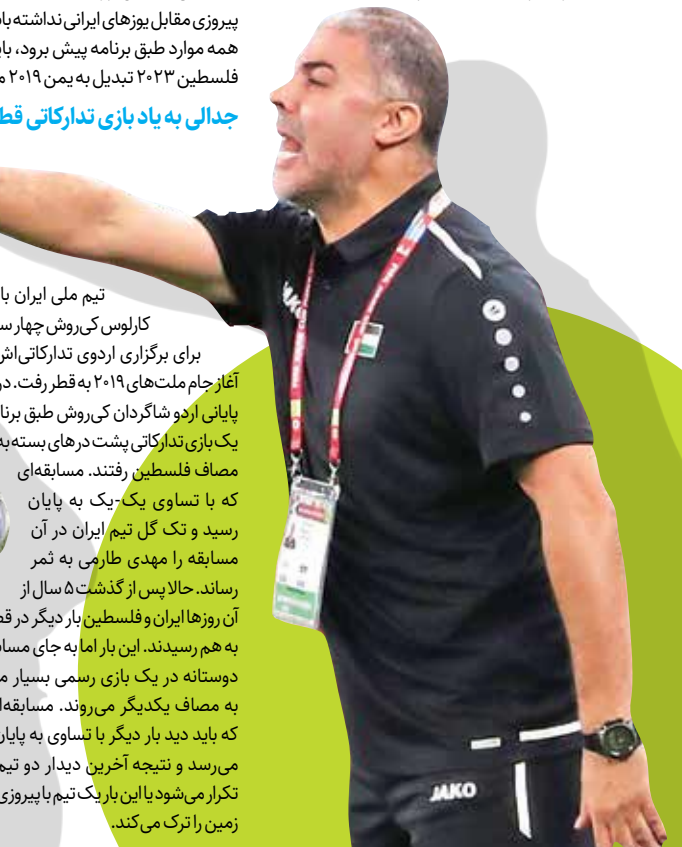 پیروزی مقابل یوزهای ایرانی نداشته با
همه موارد طبق برنامه پیش برود، بای
فلسطین ۲۰۲۳ تبدیل به یمن ۲۰۱۹ م
جدالی به یاد بازی تدارکاتی قط
تیم ملی ایران با
کارلوس کی‌روش چهار سـ
برای برگزاری اردوی تدارکاتی‌اش
آغاز جام ملت‌های ۲۰۱۹ به قطر رفت. در
پایانی اردو شاگردان کی‌روش طبق برنا
یک بازی تدارکاتی پشت درهای بسته به
مصاف فلسطین رفتند. مسابقه‌ای
که با تساوی یک-یک به پایان
رسید و تک گل تیم ایران در آن
مسابقه را مهدی طارمی به ثمر
رساند. حالا پس از گذشت ۵ سال از
آن روزها ایران و فلسطین بار دیگر در قط
به هم رسیدند. این بار اما به جای مسا
دوستانه در یک بازی رسمی بسیار م
به مصاف یکدیگر می‌روند. مسابقه‌ا
که باید دید بار دیگر با تساوی به پایان
می‌رسد و نتیجه آخرین دیدار دو تیم
تکرار می‌شود یا این بار یک تیم با پیروزی
زمین را ترک می‌کند.
JAKO